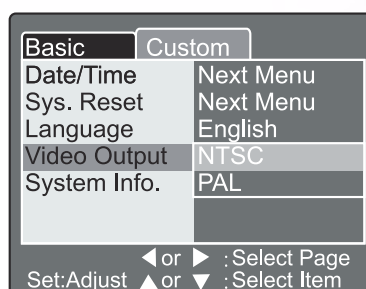 Basic Custom
Date/Time Next Menu
Sys. Reset Next Menu
Language English
Video Output NTSC
System Info. PAL
◀ or ▶ :Select Page
Set:Adjust ▲ or ▼ :Select Item